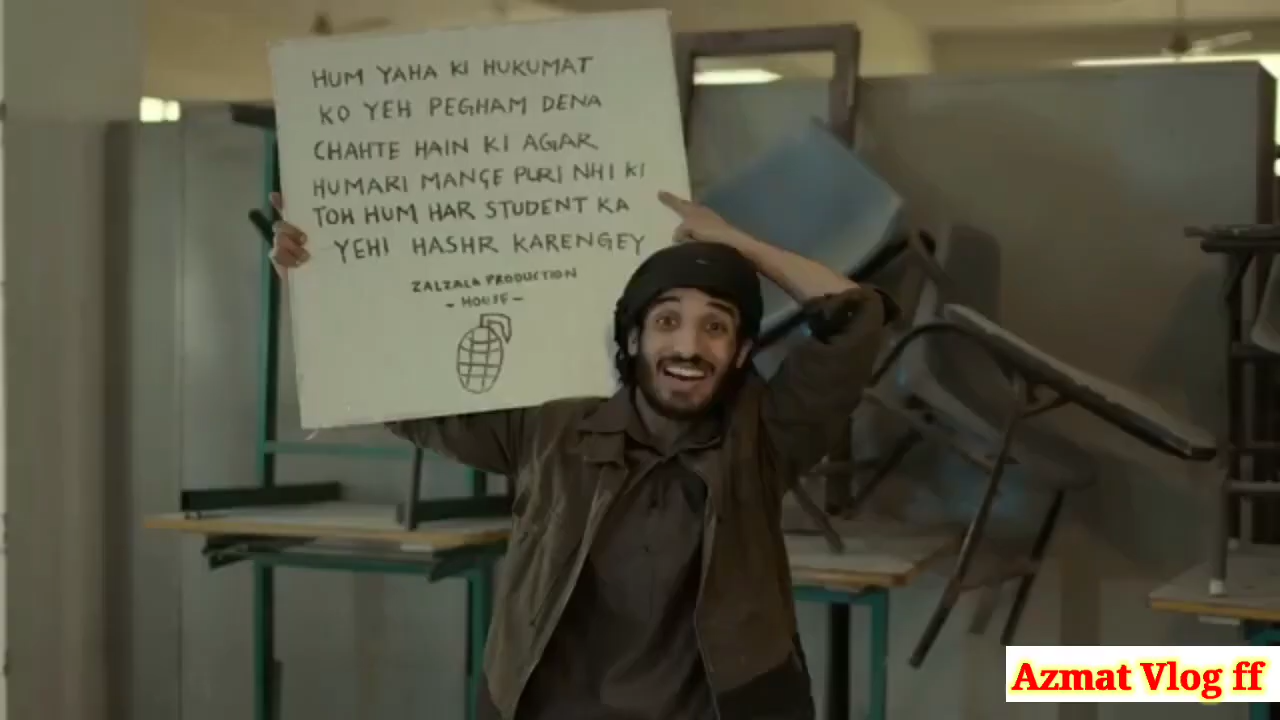 HUM YAHA KI HUKUMAT
KO YEH PEGHAM DENA
CHAHTE HAIN KI AGAR
HUMARI MANGE PURI NHI KI
TOH HUM HAR STUDENT KA
YEHI HASHR KARENGEY
ZALZALA PRODUCTION
- HOUSE -
Azmat Vlog ff